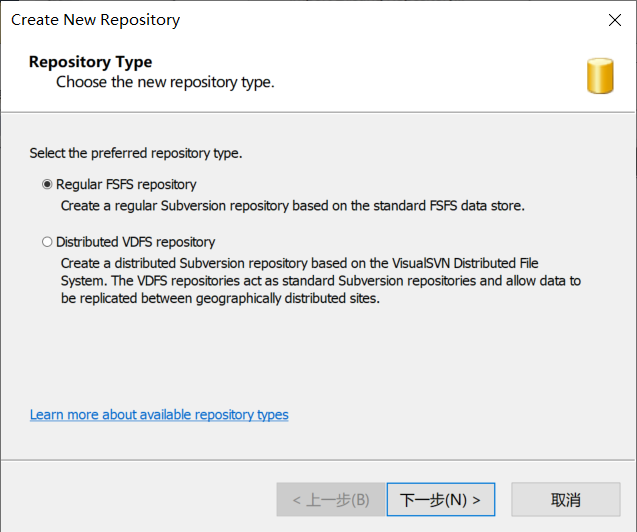 Create New Repository
Repository Type
Choose the new repository type.
Select the preferred repository type.
Regular FSFS repository
Create a regular Subversion repository based on the standard FSFS data store.
Distributed VDFS repository
Create a distributed Subversion repository based on the VisualSVN Distributed File
System. The VDFS repositories act as standard Subversion repositories and allow data to
be replicated between geographically distributed sites.
Learn more about available repository types
< 上一步(B)
下一步(N) >
取消